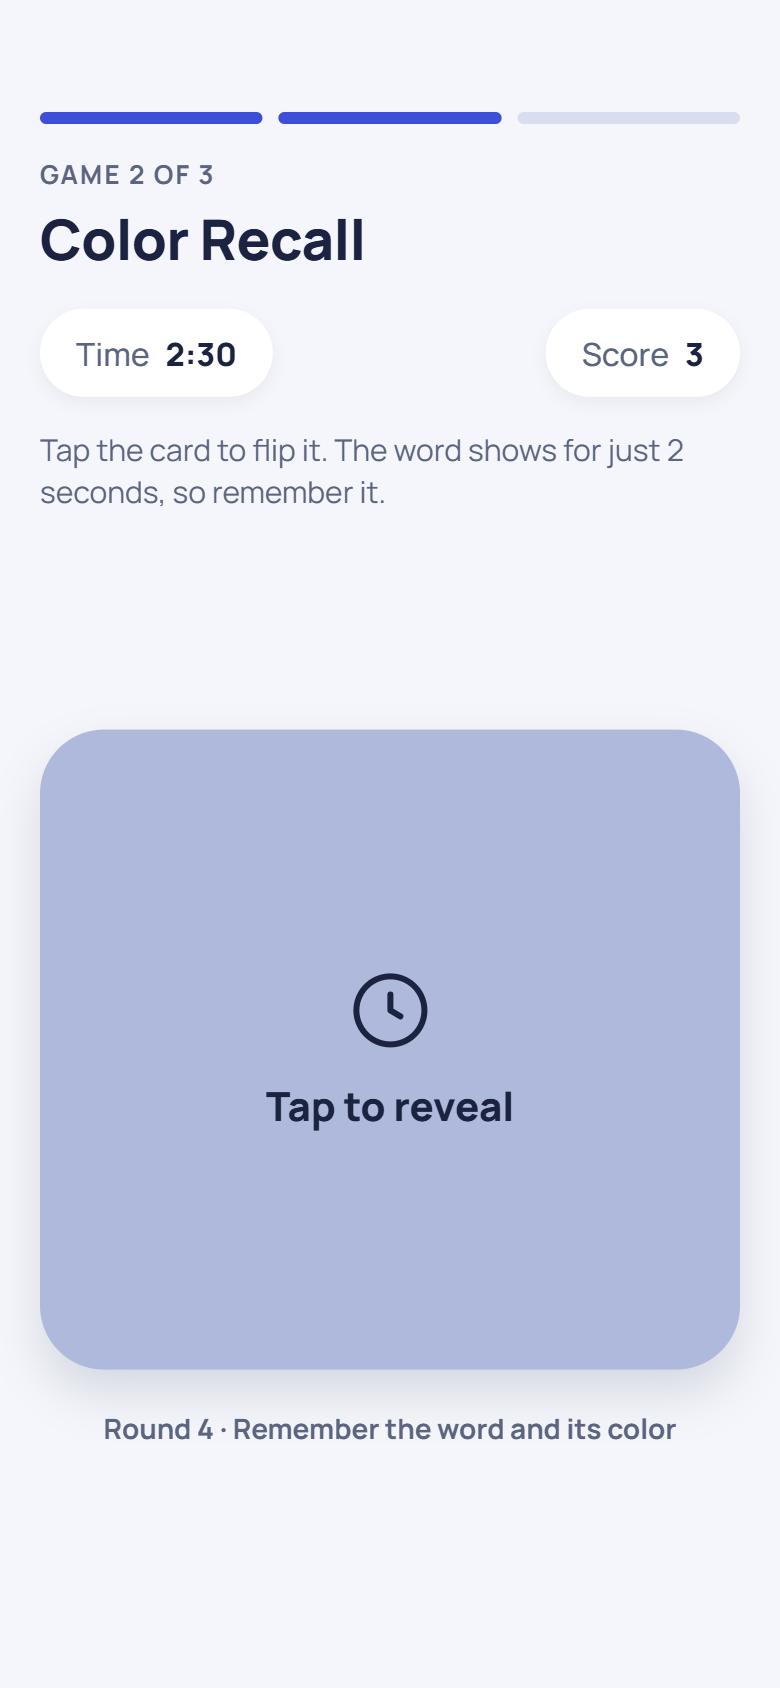 GAME 2 OF 3
Color Recall
Time 2:30
Score 3
Tap the card to flip it. The word shows for just 2
seconds, so remember it.
Tap to reveal
Round 4 · Remember the word and its color